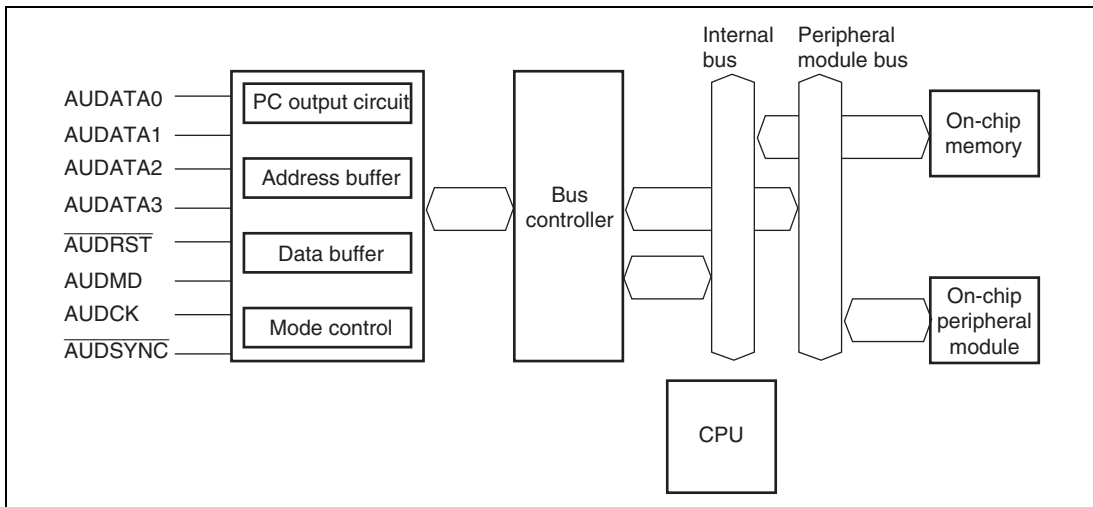 Internal
bus
Peripheral
module bus
AUDATA0
AUDATA1
AUDATA2
AUDATA3
AUDRST
AUDMD
AUDCK
AUDSYNC
PC output circuit
Address buffer
Data buffer
Mode control
Bus
controller
On-chip
memory
On-chip
peripheral
module
CPU